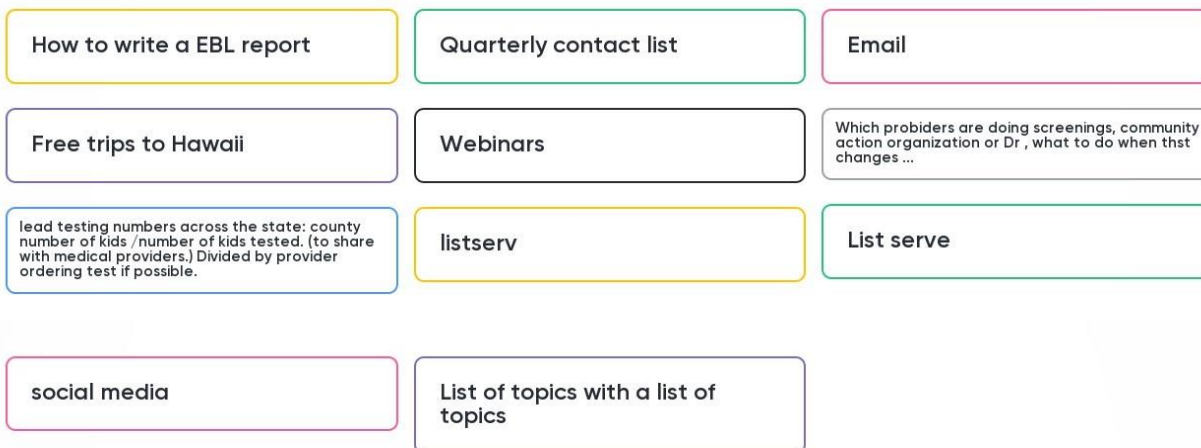 How to write a EBL report
Quarterly contact list
Email
Free trips to Hawaii
Webinars
Which probiders are doing screenings, community
action organization or Dr , what to do when thst
changes ...
lead testing numbers across the state: county
number of kids /number of kids tested. (to share
with medical providers.) Divided by provider
ordering test if possible.
listserv
List serve
social media
List of topics with a list of
topics